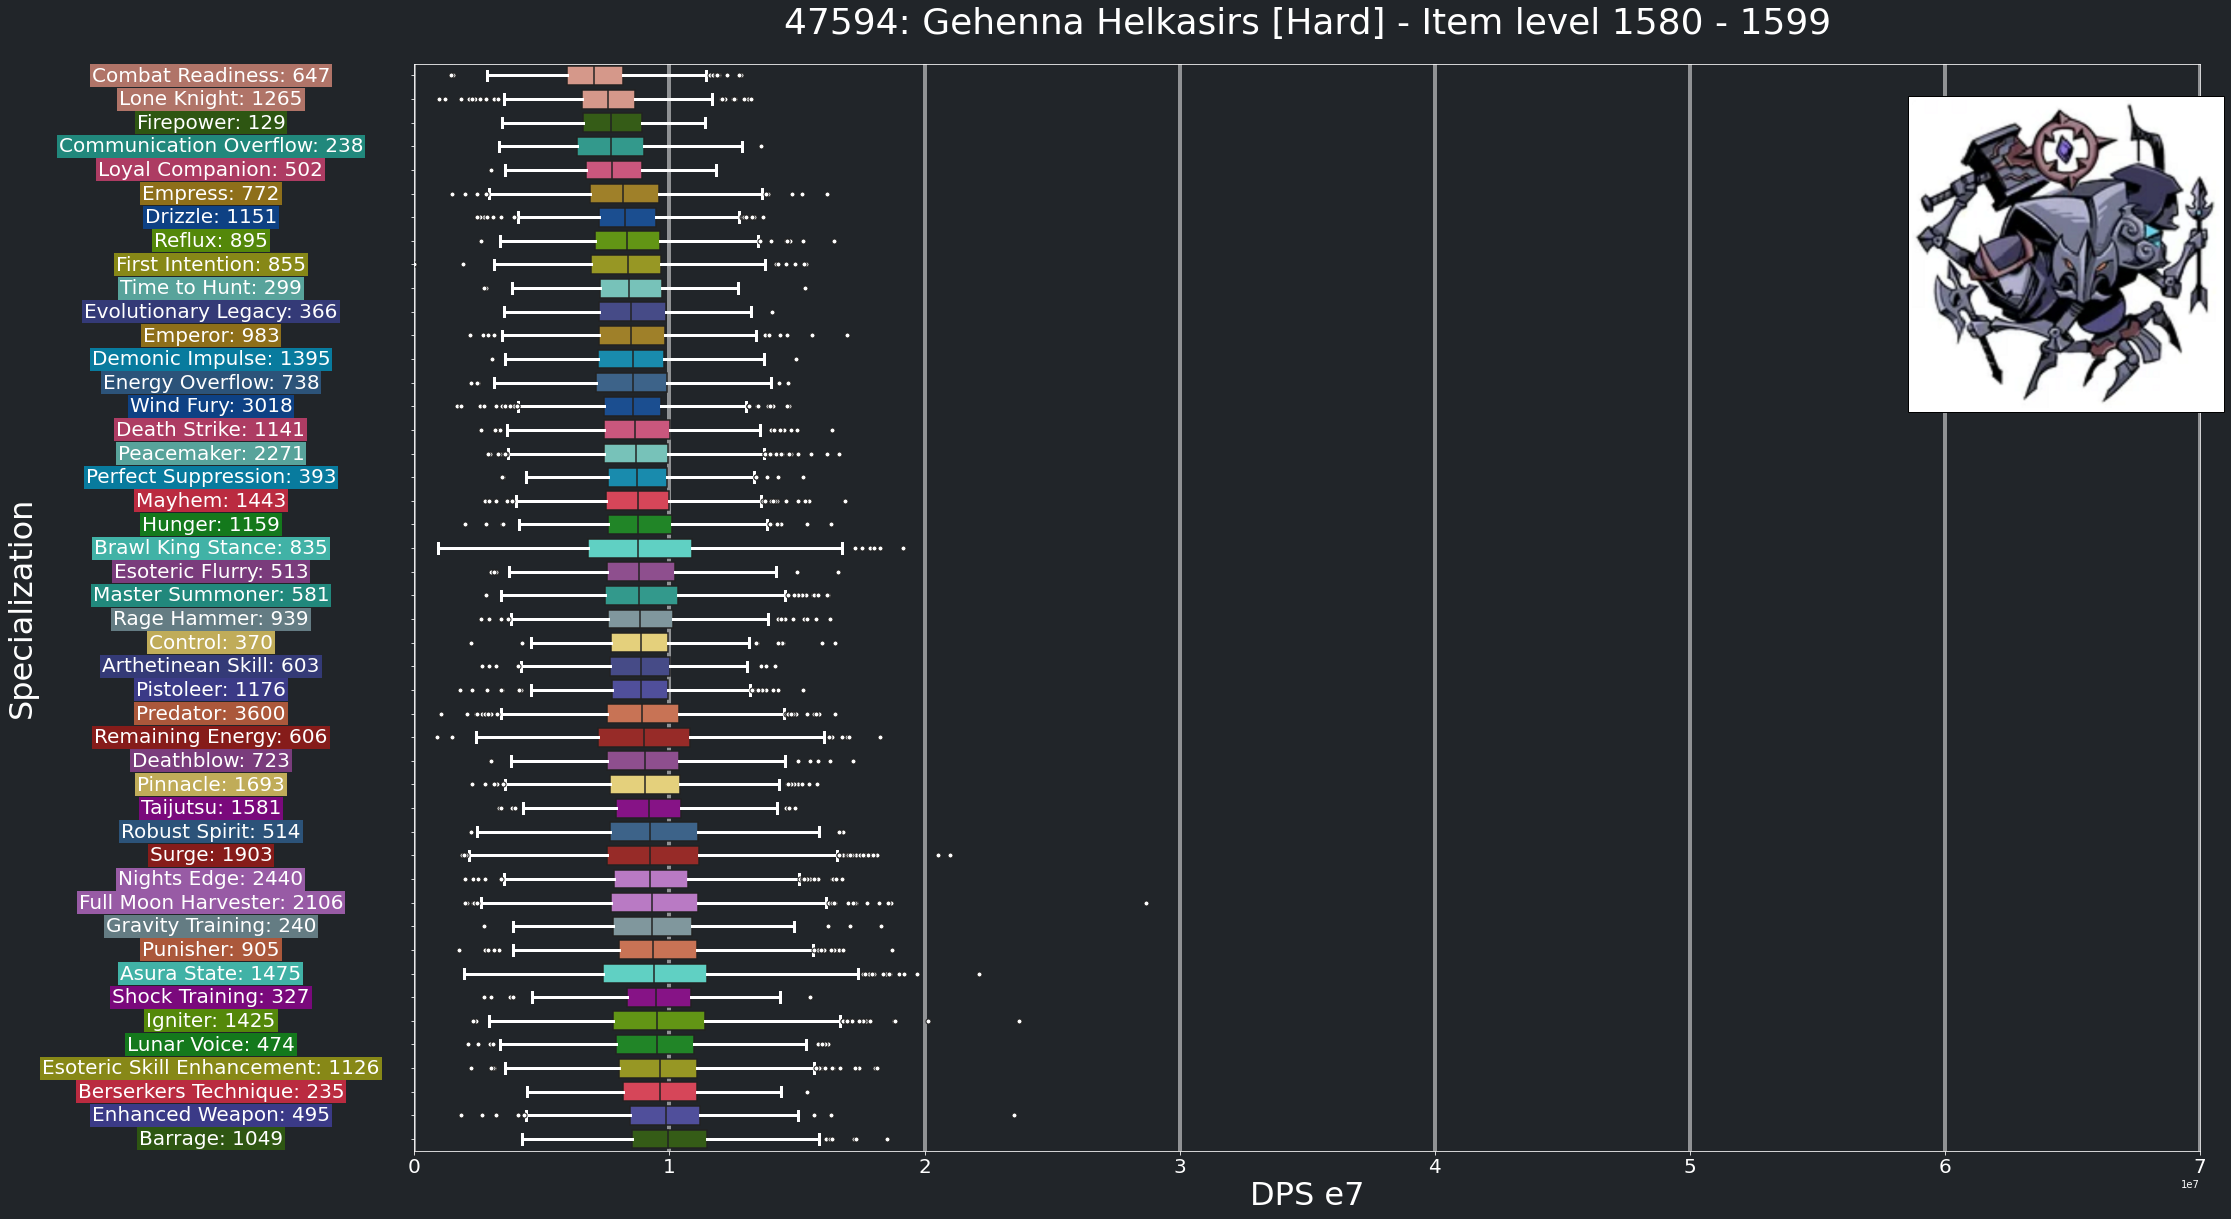 47594: Gehenna Helkasirs [Hard] - Item level 1580 - 1599
Specialization
Combat Readiness: 647
Lone Knight: 1265
Firepower: 129
Communication Overflow: 238
Loyal Companion: 502
Empress: 772
Drizzle: 1151
Reflux: 895
First Intention: 855
Time to Hunt: 299
Evolutionary Legacy: 366
Emperor: 983
Demonic Impulse: 1395
Energy Overflow: 738
Wind Fury: 3018
Death Strike: 1141
Peacemaker: 2271
Perfect Suppression: 393
Mayhem: 1443
Hunger: 1159
Brawl King Stance: 835
Esoteric Flurry: 513
Master Summoner: 581
Rage Hammer: 939
Control: 370
Arthetinean Skill: 603
Pistoleer: 1176
Predator: 3600
Remaining Energy: 606
Deathblow: 723
Pinnacle: 1693
Taijutsu: 1581
Robust Spirit: 514
Surge: 1903
Nights Edge: 2440
Full Moon Harvester: 2106
Gravity Training: 240
Punisher: 905
Asura State: 1475
Shock Training: 327
Igniter: 1425
Lunar Voice: 474
Esoteric Skill Enhancement: 1126
Berserkers Technique: 235
Enhanced Weapon: 495
Barrage: 1049
0 1 2 3 4 5 6 7
1e7
DPS e7